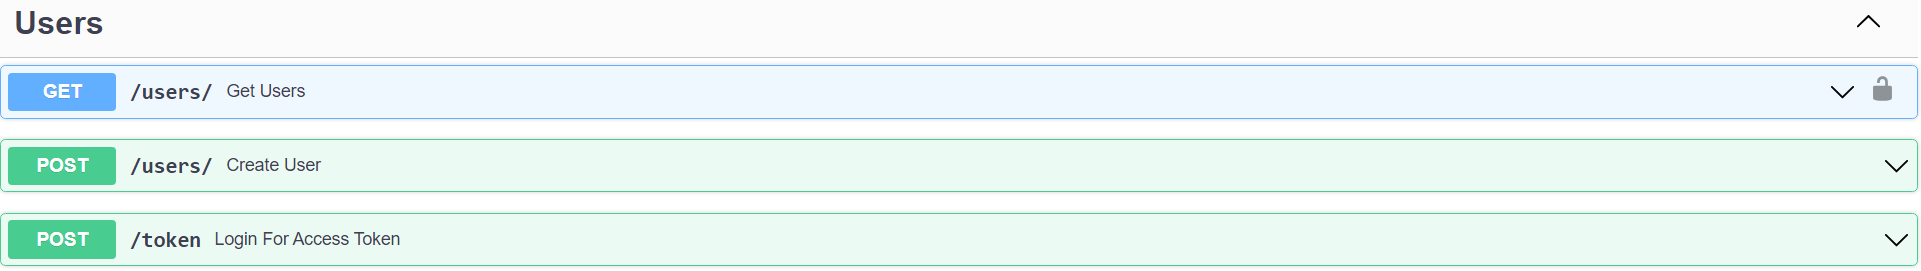 Users
GET /users/ Get Users
POST /users/ Create User
POST /token Login For Access Token